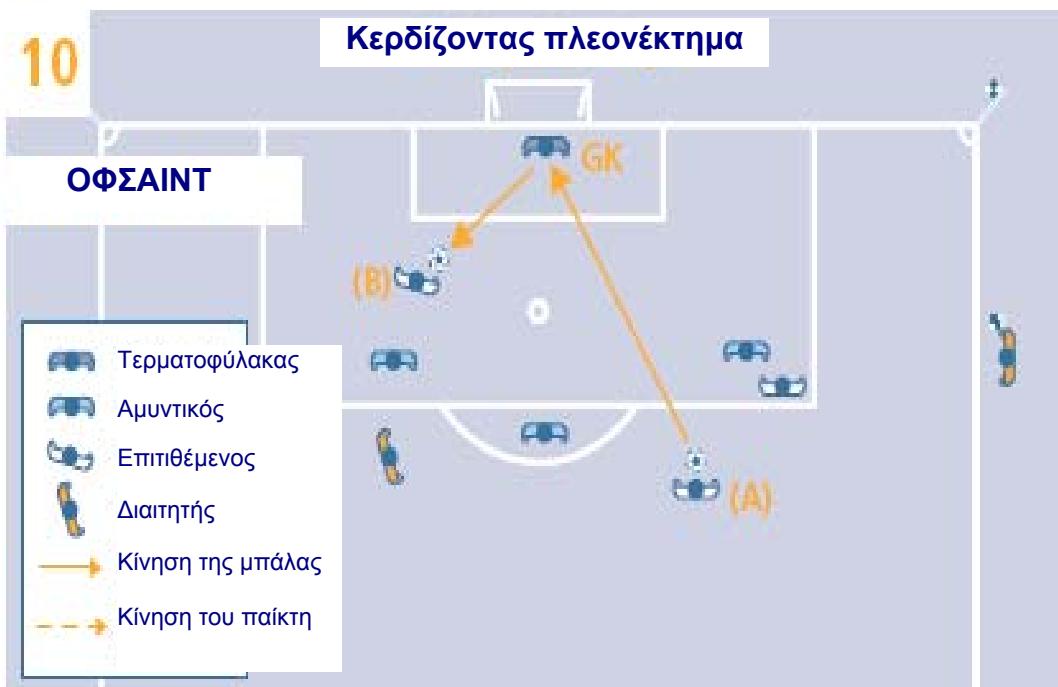 10
Κερδίζοντας πλεονέκτημα
ΟΦΣΑΙΝΤ
GK
(B)
(A)
Τερματοφύλακας
Αμυντικός
Επιτιθέμενος
Διαιτητής
Κίνηση της μπάλας
Κίνηση του παίκτη